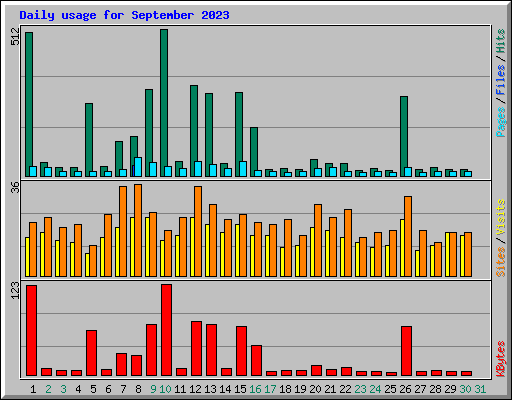 Daily usage for September 2023
512
Pages / Files / Hits
36
Sites / Visits
123
KBytes
1 2 3 4 5 6 7 8 9 10 11 12 13 14 15 16 17 18 19 20 21 22 23 24 25 26 27 28 29 30 31